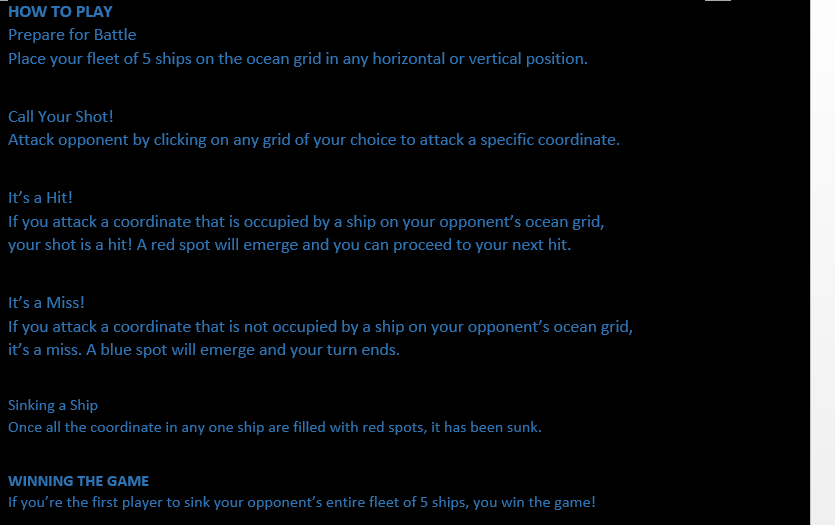 HOW TO PLAY
Prepare for Battle
Place your fleet of 5 ships on the ocean grid in any horizontal or vertical position.
Call Your Shot!
Attack opponent by clicking on any grid of your choice to attack a specific coordinate.
It’s a Hit!
If you attack a coordinate that is occupied by a ship on your opponent’s ocean grid,
your shot is a hit! A red spot will emerge and you can proceed to your next hit.
It’s a Miss!
If you attack a coordinate that is not occupied by a ship on your opponent’s ocean grid,
it’s a miss. A blue spot will emerge and your turn ends.
Sinking a Ship
Once all the coordinate in any one ship are filled with red spots, it has been sunk.
WINNING THE GAME
If you’re the first player to sink your opponent’s entire fleet of 5 ships, you win the game!